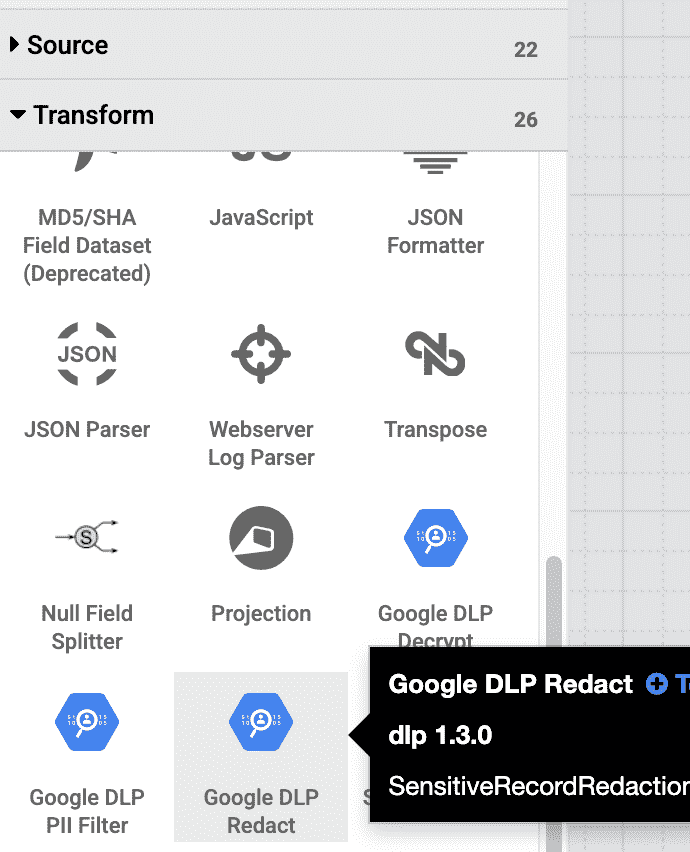 Source 22
Transform 26
MD5/SHA JavaScript JSON
Field Dataset Formatter
(Deprecated)
JSON
JSON Parser Webserver Transpose
Log Parser
S
Null Field Projection Google DLP
Splitter Decrypt
Google DLP Redact
dlp 1.3.0
SensitiveRecordRedaction
Google DLP Google DLP
PII Filter Redact